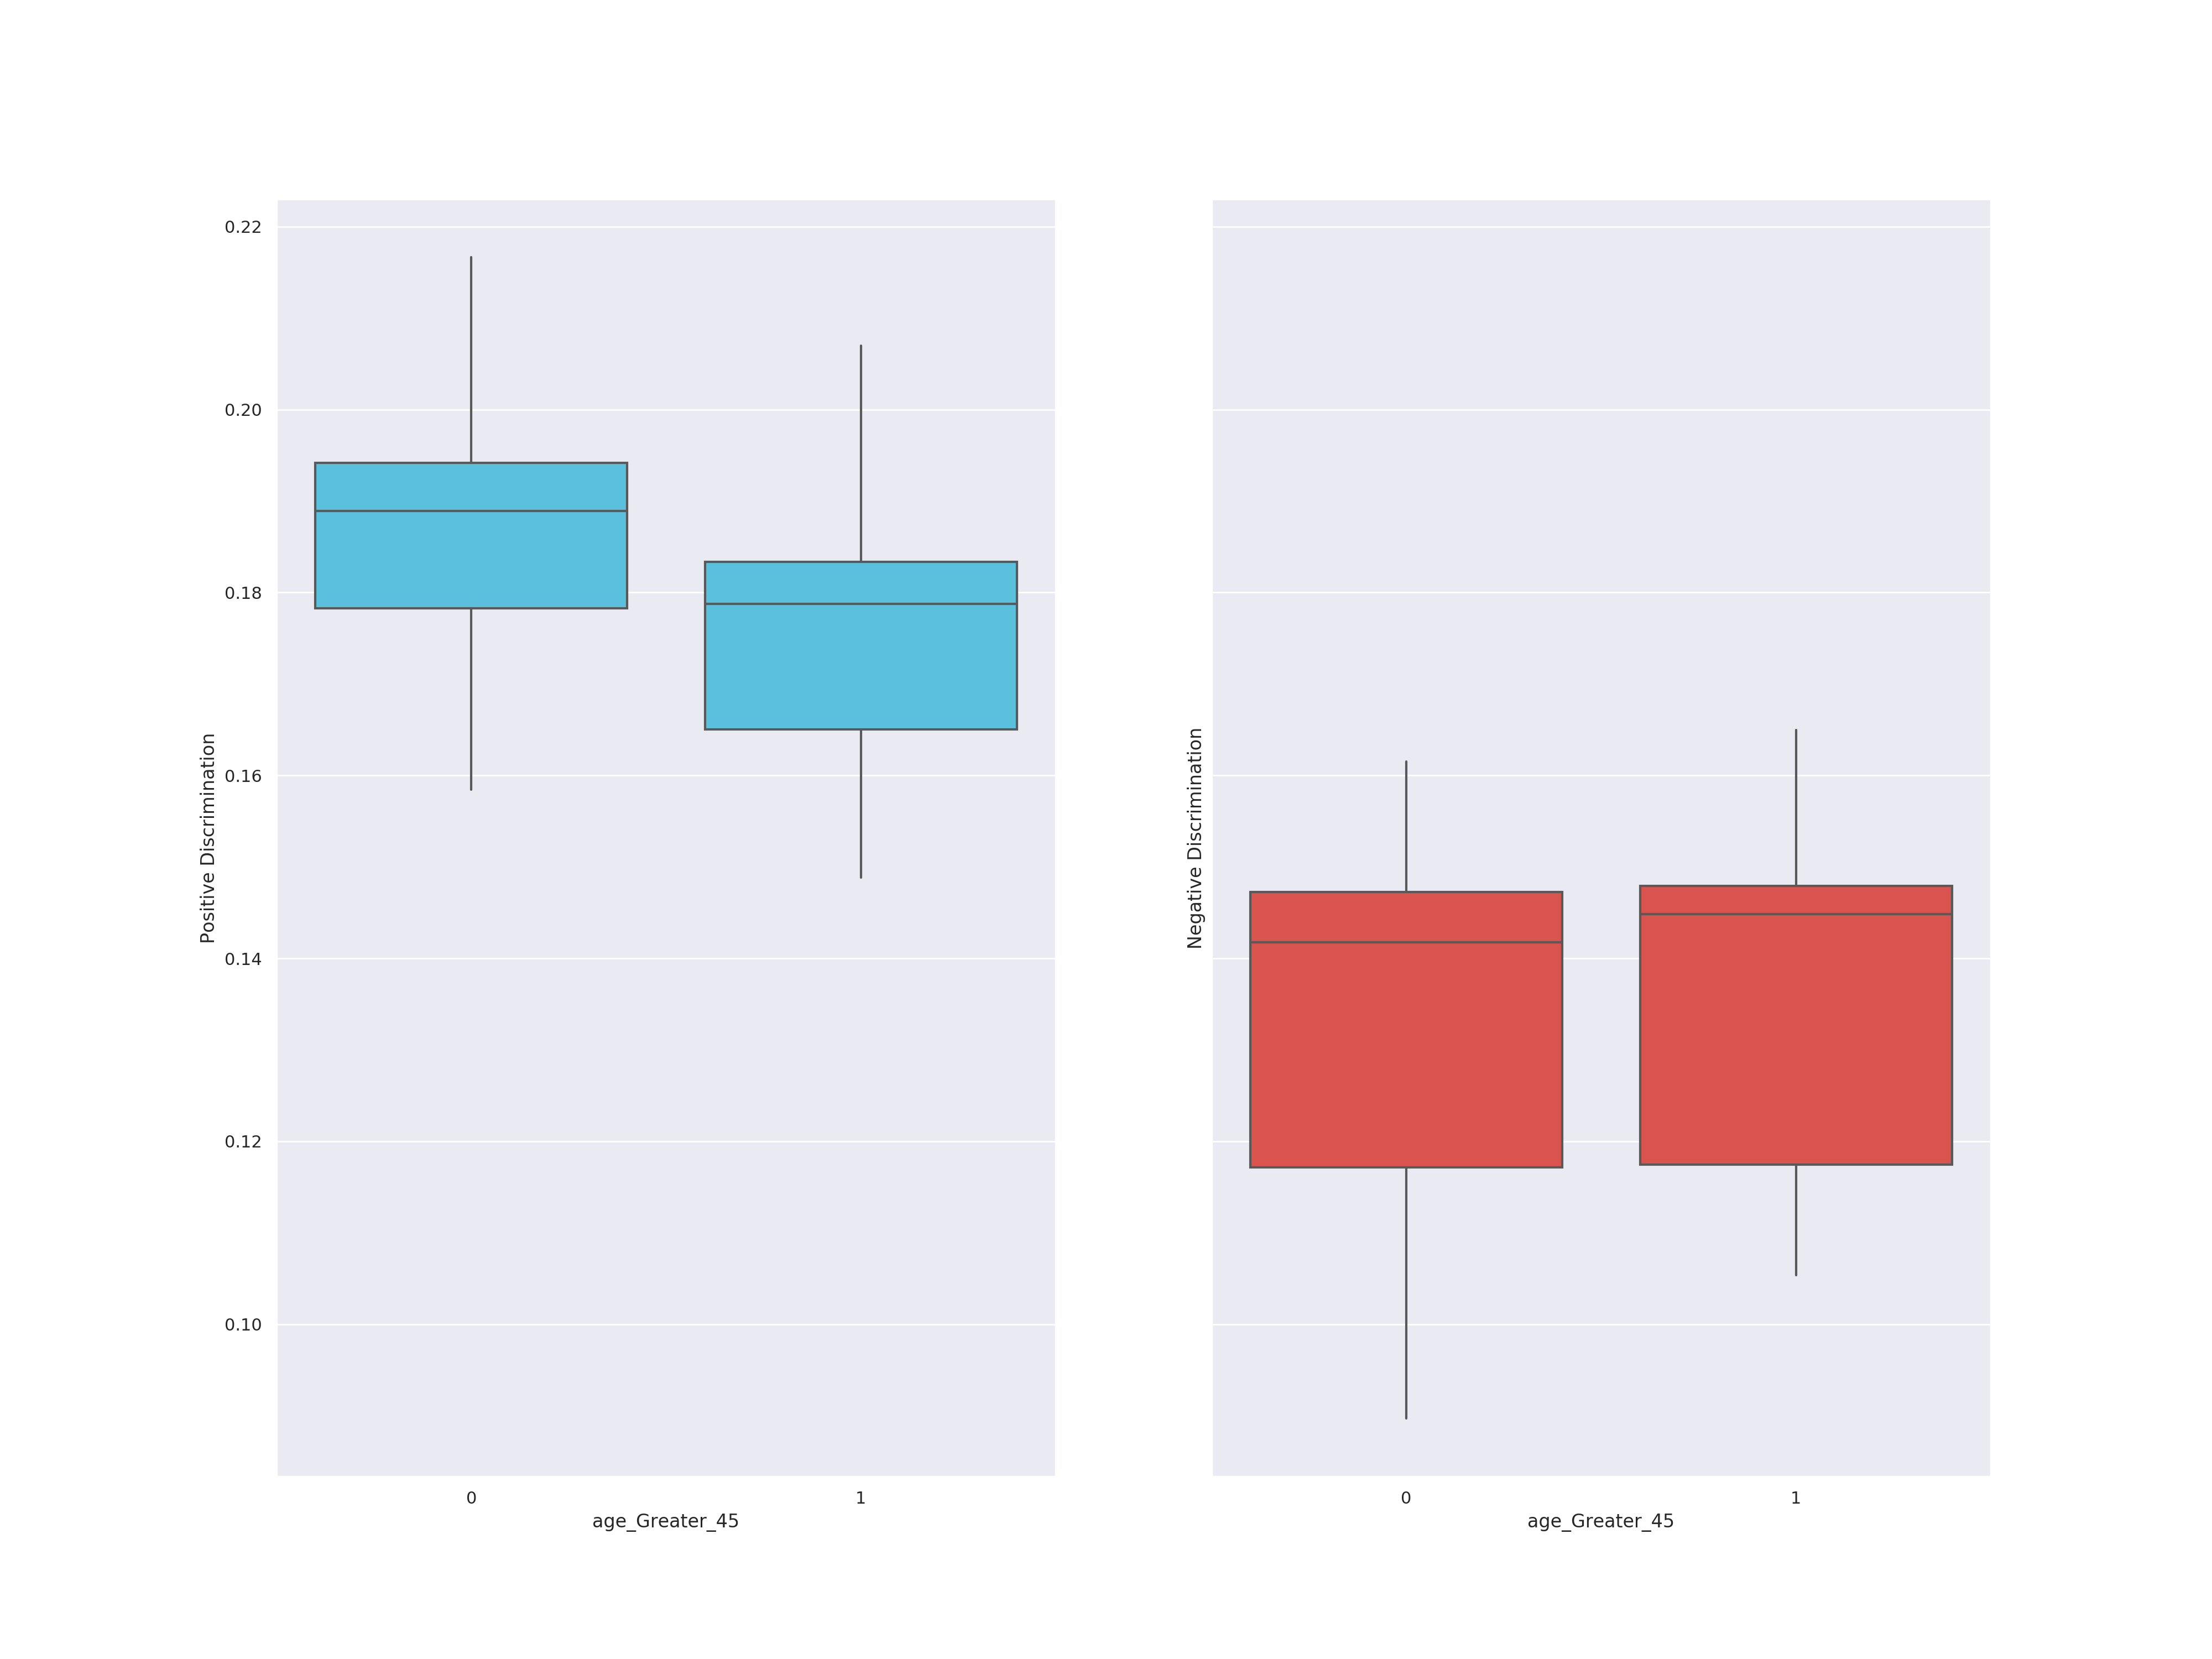 Positive Discrimination
0.22
0.20
0.18
0.16
0.14
0.12
0.10
0
1
age_Greater_45
Negative Discrimination
0
1
age_Greater_45